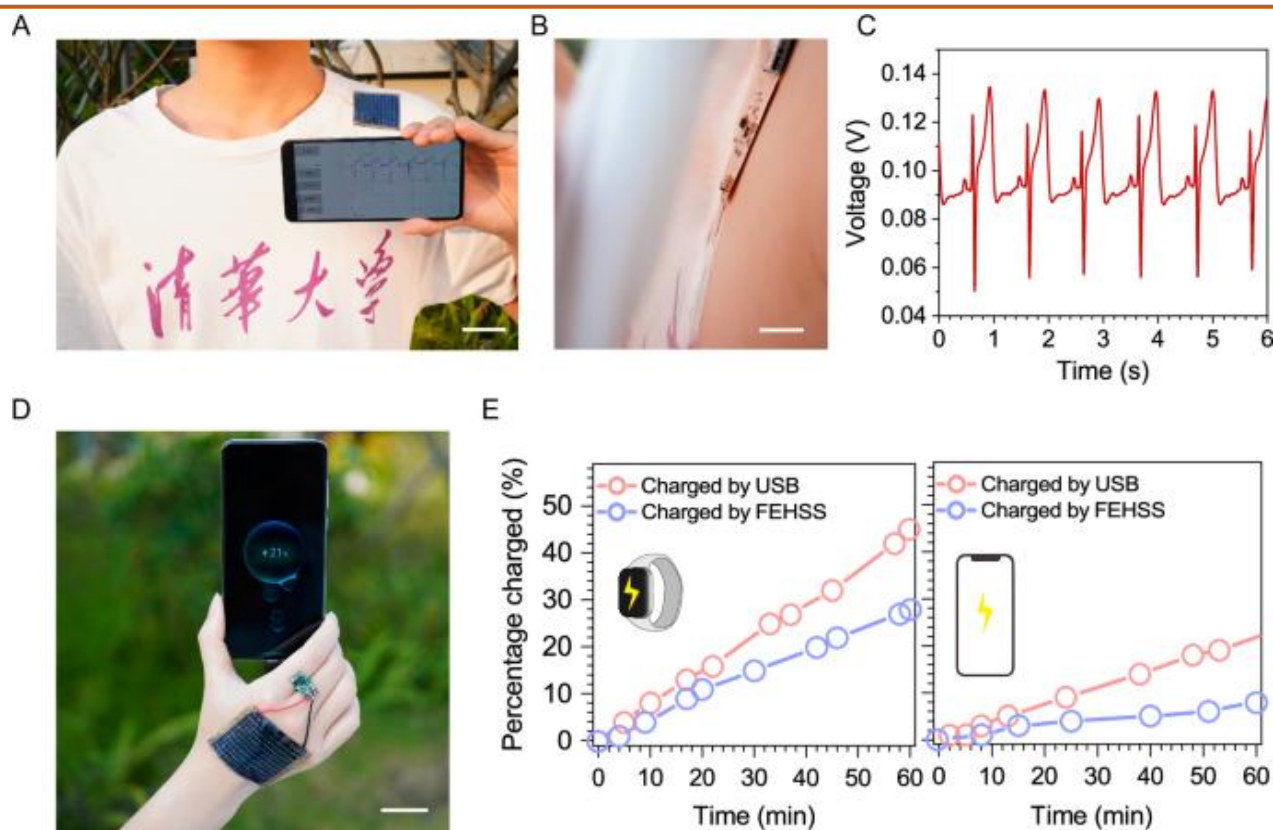 A
B
C
清華大学
Voltage (V)
0.14
0.12
0.10
0.08
0.06
0.04
0 1 2 3 4 5 6
Time (s)
D
+21%
E
Percentage charged (%)
50
40
30
20
10
0
Charged by USB
Charged by FEHSS
0 10 20 30 40 50 60
Time (min)
Charged by USB
Charged by FEHSS
0 10 20 30 40 50 60
Time (min)